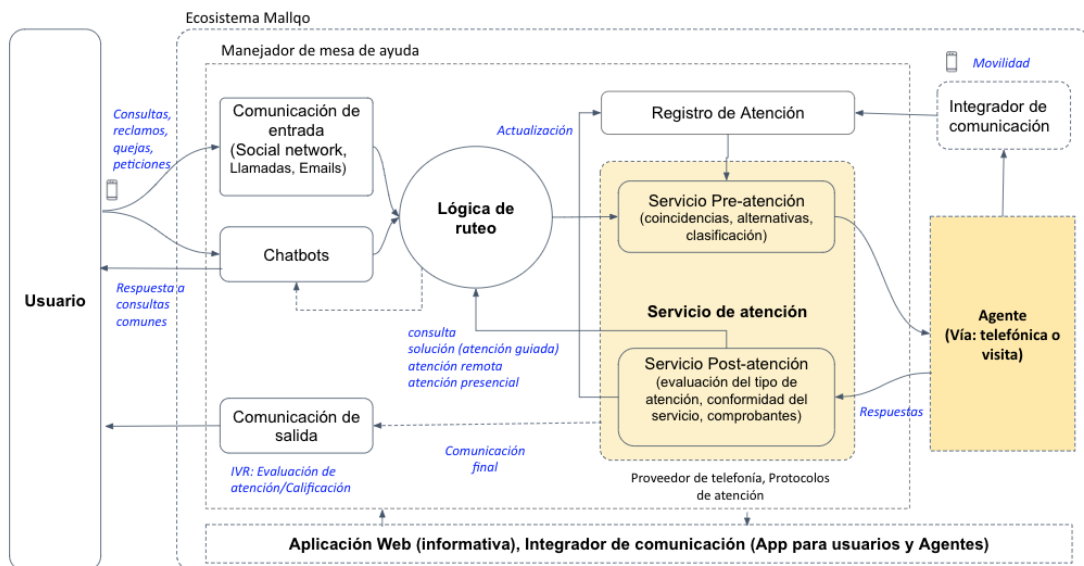 Ecosistema Mallqo
Manejador de mesa de ayuda
Usuario
Consultas,
reclamos,
quejas,
peticiones
Comunicación de
entrada
(Social network,
Llamadas, Emails)
Chatbots
Respuesta a
consultas
comunes
Lógica de
ruteo
Actualización
Registro de Atención
Movilidad
Integrador de
comunicación
Servicio Pre-atención
(coincidencias, alternativas,
clasificación)
Servicio de atención
Agente
(Vía: telefónica o
visita)
consulta
solución (atención guiada)
atención remota
atención presencial
Servicio Post-atención
(evaluación del tipo de
atención, conformidad del
servicio, comprobantes)
Respuestas
Comunicación de
salida
IVR: Evaluación de
atención/Calificación
Comunicación
final
Proveedor de telefonía, Protocolos
de atención
Aplicación Web (informativa), Integrador de comunicación (App para usuarios y Agentes)